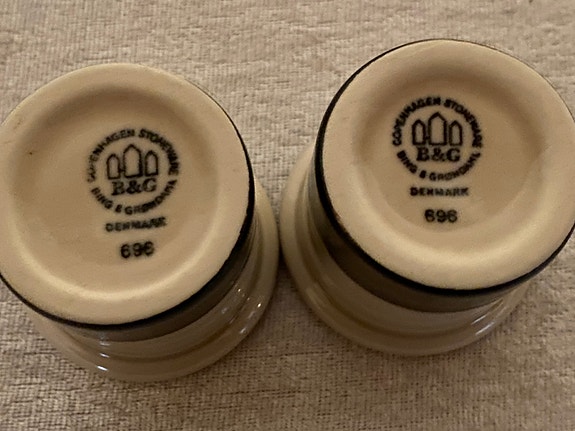 COPENHAGEN STONEWARE
B&G
BING & GRØNDAHL
DENMARK
696
COPENHAGEN STONEWARE
B&G
BING & GRØNDAHL
DENMARK
696